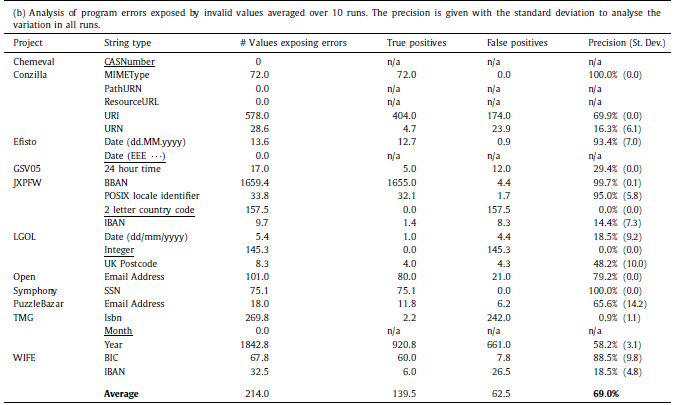 (b) Analysis of program errors exposed by invalid values averaged over 10 runs. The precision is given with the standard deviation to analyse the
variation in all runs.
Project String type # Values exposing errors True positives False positives Precision (St. Dev.)
Chemeval CASNumber 0 n/a n/a n/a
Conzilla MIMEType 72.0 72.0 0.0 100.0% (0.0)
PathURN 0.0 n/a n/a n/a
ResourceURL 0.0 n/a n/a n/a
URI 578.0 404.0 174.0 69.9% (0.0)
URN 28.6 4.7 23.9 16.3% (6.1)
Efisto Date (dd.MM.yyyy) 13.6 12.7 0.9 93.4% (7.0)
Date (EEE ⋯) 0.0 n/a n/a n/a
GSV05 24 hour time 17.0 5.0 12.0 29.4% (0.0)
JXPFW BBAN 1659.4 1655.0 4.4 99.7% (0.1)
POSIX locale identifier 33.8 32.1 1.7 95.0% (5.8)
2 letter country code 157.5 0.0 157.5 0.0% (0.0)
IBAN 9.7 1.4 8.3 14.4% (7.3)
LGOL Date (dd/mm/yyyy) 5.4 1.0 4.4 18.5% (9.2)
Integer 145.3 0.0 145.3 0.0% (0.0)
UK Postcode 8.3 4.0 4.3 48.2% (10.0)
Open Email Address 101.0 80.0 21.0 79.2% (0.0)
Symphony SSN 75.1 75.1 0.0 100.0% (0.0)
PuzzleBazar Email Address 18.0 11.8 6.2 65.6% (14.2)
TMG Isbn 269.8 2.2 242.0 0.9% (1.1)
Month 0.0 n/a n/a n/a
Year 1842.8 920.8 661.0 58.2% (3.1)
WIFE BIC 67.8 60.0 7.8 88.5% (9.8)
IBAN 32.5 6.0 26.5 18.5% (4.8)
Average 214.0 139.5 62.5 69.0%